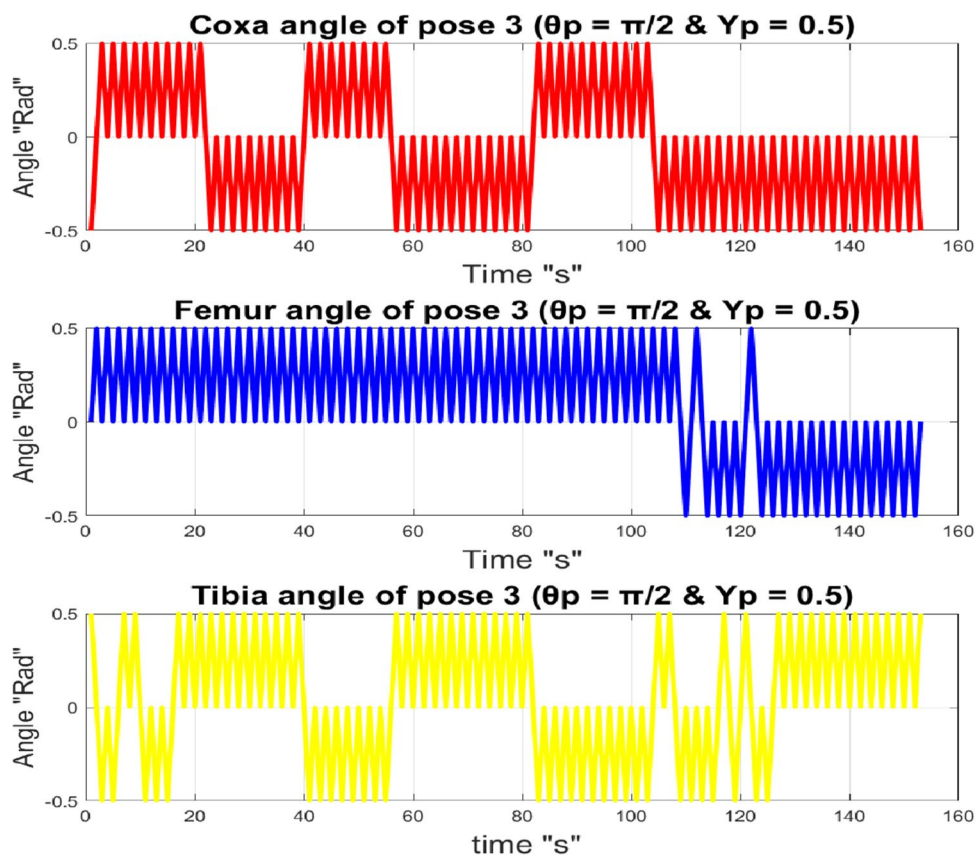 Coxa angle of pose 3 (θp = π/2 & Yp = 0.5)
0.5
0
-0.5
Angle "Rad"
0 20 40 60 80 100 120 140 160
Time "s"
Femur angle of pose 3 (θp = π/2 & Yp = 0.5)
0.5
0
-0.5
Angle "Rad"
0 20 40 60 80 100 120 140 160
Time "s"
Tibia angle of pose 3 (θp = π/2 & Yp = 0.5)
0.5
0
-0.5
Angle "Rad"
0 20 40 60 80 100 120 140 160
time "s"